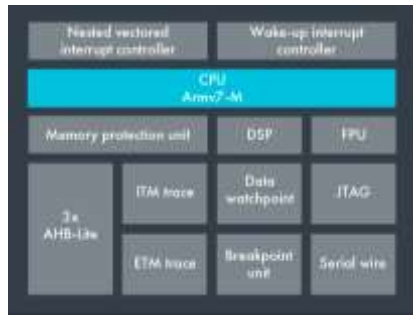 Nested vectored
interrupt controller
Wake-up interrupt
controller
CPU
Armv7-M
Memory protection unit
DSP
FPU
3x
AHB-Lite
ITM trace
Data
watchpoint
JTAG
ETM trace
Breakpoint
unit
Serial wire